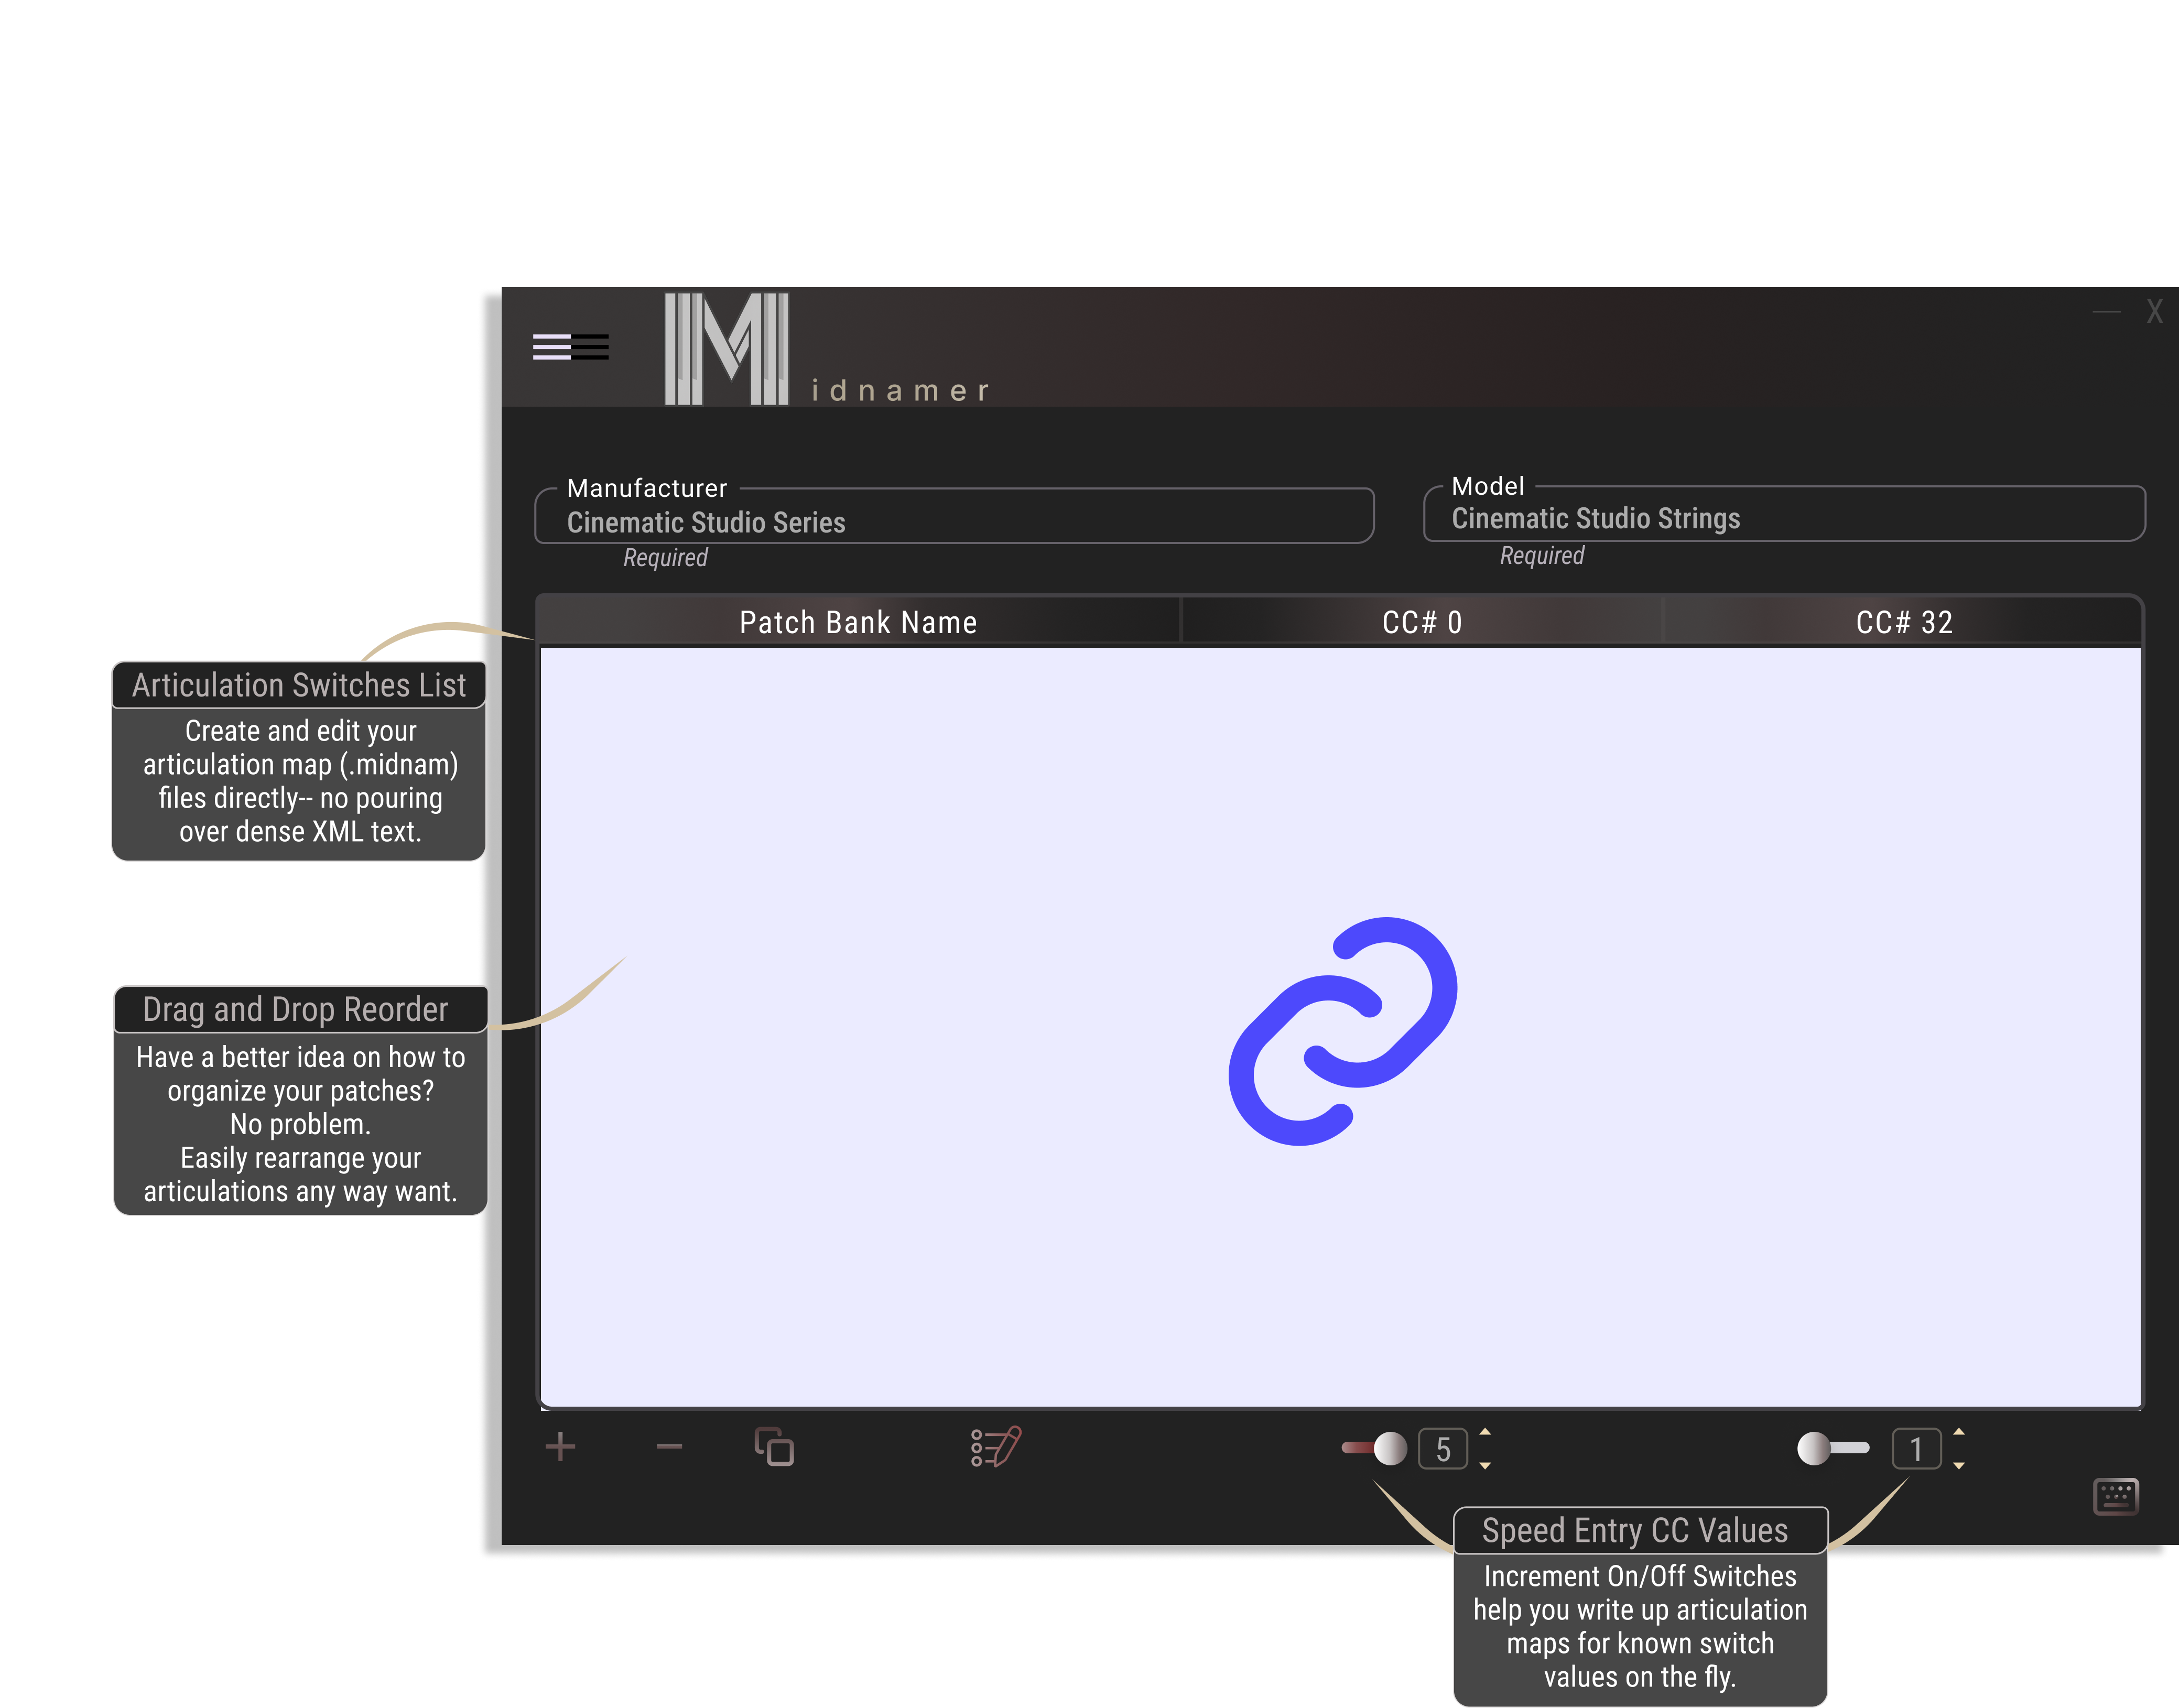 X
Midnamer
Manufacturer
Cinematic Studio Series
Required
Model
Cinematic Studio Strings
Required
Patch Bank Name
CC# 0
CC# 32
Articulation Switches List
Create and edit your
articulation map (.midnam)
files directly-- no pouring
over dense XML text.
Drag and Drop Reorder
Have a better idea on how to
organize your patches?
No problem.
Easily rearrange your
articulations any way want.
5
1
Speed Entry CC Values
Increment On/Off Switches
help you write up articulation
maps for known switch
values on the fly.